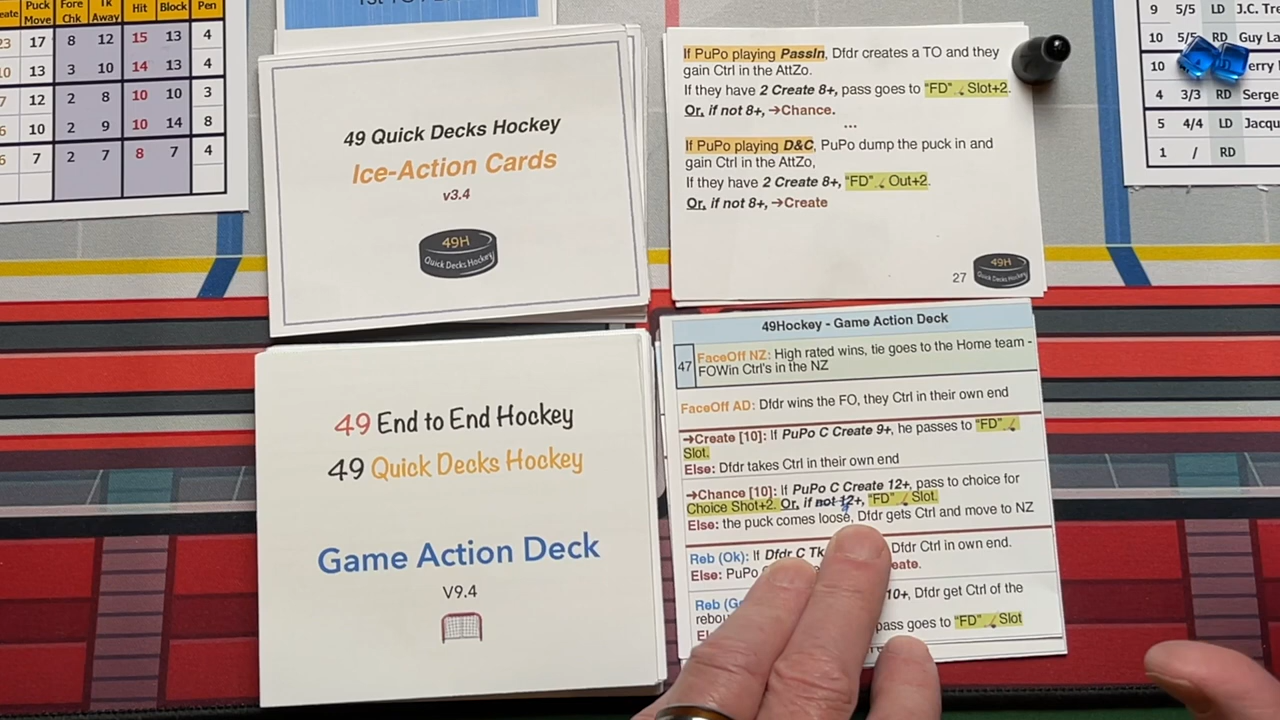 Puck Move Fore Chk Tk Away Hit Block Pen
17 8 12 15 13 4
13 3 10 14 13 4
12 2 8 10 10 3
10 2 9 10 14 8
7 2 7 8 7 4
49 Quick Decks Hockey
Ice-Action Cards
v3.4
49H
Quick Decks Hockey
If PuPo playing PassIn, Dfdr creates a TO and they
gain Ctrl in the AttZo.
If they have 2 Create 8+, pass goes to "FD" Slot+2.
Or, if not 8+, →Chance.
...
If PuPo playing D&C, PuPo dump the puck in and
gain Ctrl in the AttZo,
If they have 2 Create 8+, "FD" Out+2.
Or, if not 8+, →Create
27
49H
Quick Decks Hockey
9 5/5 LD J.C. Tre
10 5/5 RD Guy La
10
4 3/3 RD Serge
5 4/4 LD Jacqu
1 / RD
49 End to End Hockey
49 Quick Decks Hockey
Game Action Deck
V9.4
49Hockey - Game Action Deck
47 FaceOff NZ: High rated wins, tie goes to the Home team -
FOWin Ctrl's in the NZ
FaceOff AD: Dfdr wins the FO, they Ctrl in their own end
→Create [10]: If PuPo C Create 9+, he passes to "FD"
Slot.
Else: Dfdr takes Ctrl in their own end
→Chance [10]: If PuPo C Create 12+, pass to choice for
Choice Shot+2. Or, if not 12+, "FD" Slot.
Else: the puck comes loose, Dfdr gets Ctrl and move to NZ
Reb (Ok): If Dfdr C Tk Dfdr Ctrl in own end.
Else: PuPo
Reb 10+, Dfdr get Ctrl of the
pass goes to "FD" Slot